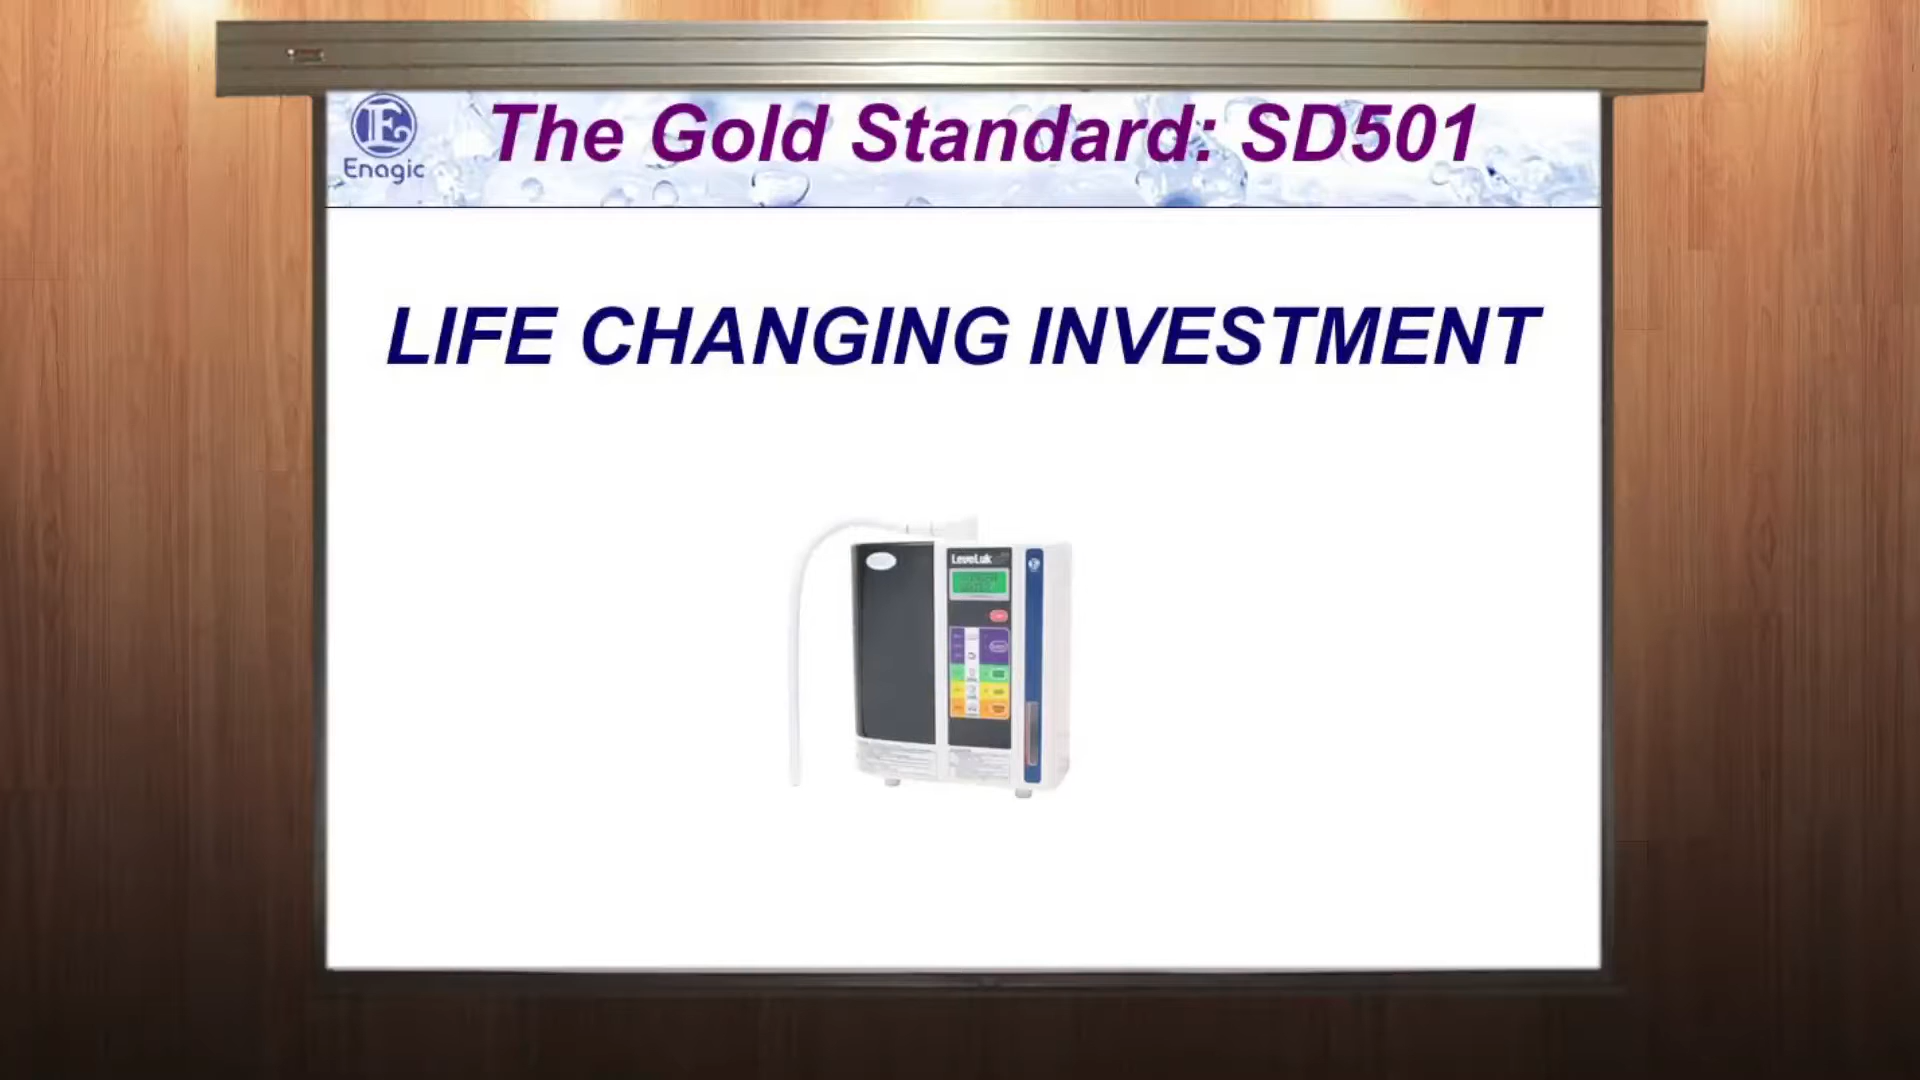 The Gold Standard: SD501
Enagic
LIFE CHANGING INVESTMENT
LeveLuk